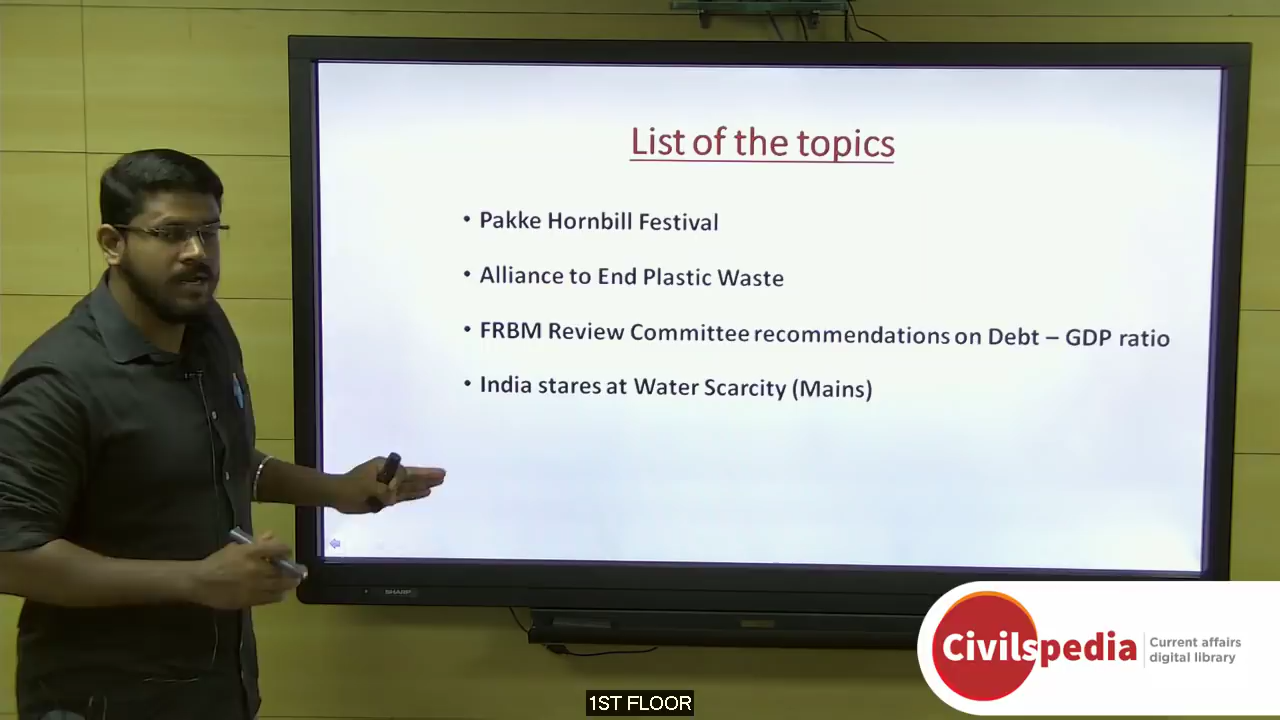 List of the topics
• Pakke Hornbill Festival
• Alliance to End Plastic Waste
• FRBM Review Committee recommendations on Debt – GDP ratio
• India stares at Water Scarcity (Mains)
SHARP
Civilspedia
Current affairs
digital library
1ST FLOOR